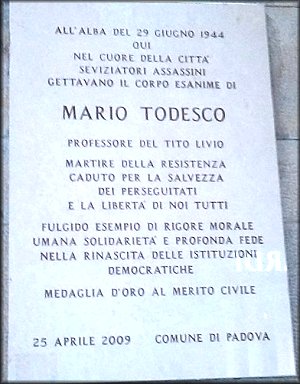 ALL'ALBA DEL 29 GIUGNO 1944
QUI
NEL CUORE DELLA CITTA'
SEVIZIATORI ASSASSINI
GETTAVANO IL CORPO ESANIME DI
MARIO TODESCO
PROFESSORE DEL TITO LIVIO
MARTIRE DELLA RESISTENZA
CADUTO PER LA SALVEZZA
DEI PERSEGUITATI
E LA LIBERTA' DI NOI TUTTI
FULGIDO ESEMPIO DI RIGORE MORALE
UMANA SOLIDARIETA' E PROFONDA FEDE
NELLA RINASCITA DELLE ISTITUZIONI
DEMOCRATICHE
MEDAGLIA D'ORO AL MERITO CIVILE
25 APRILE 2009 COMUNE DI PADOVA